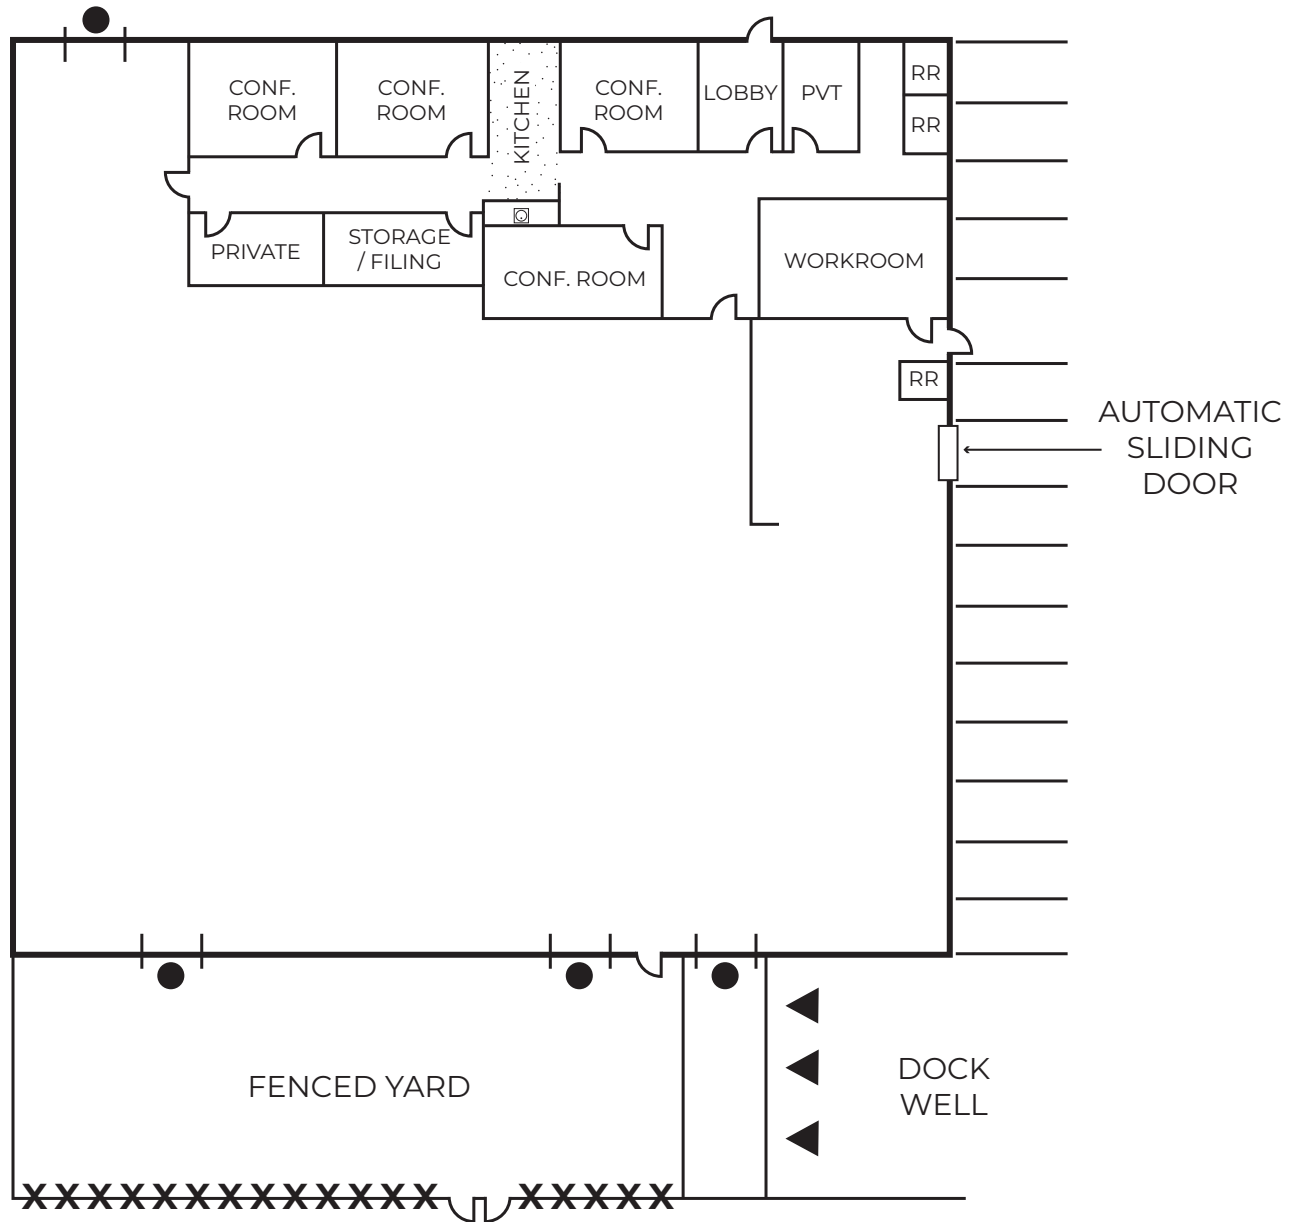 CONF.
ROOM
CONF.
ROOM
KITCHEN
CONF.
ROOM
LOBBY
PVT
RR
RR
PRIVATE
STORAGE
/ FILING
CONF. ROOM
WORKROOM
RR
AUTOMATIC
SLIDING
DOOR
FENCED YARD
DOCK
WELL